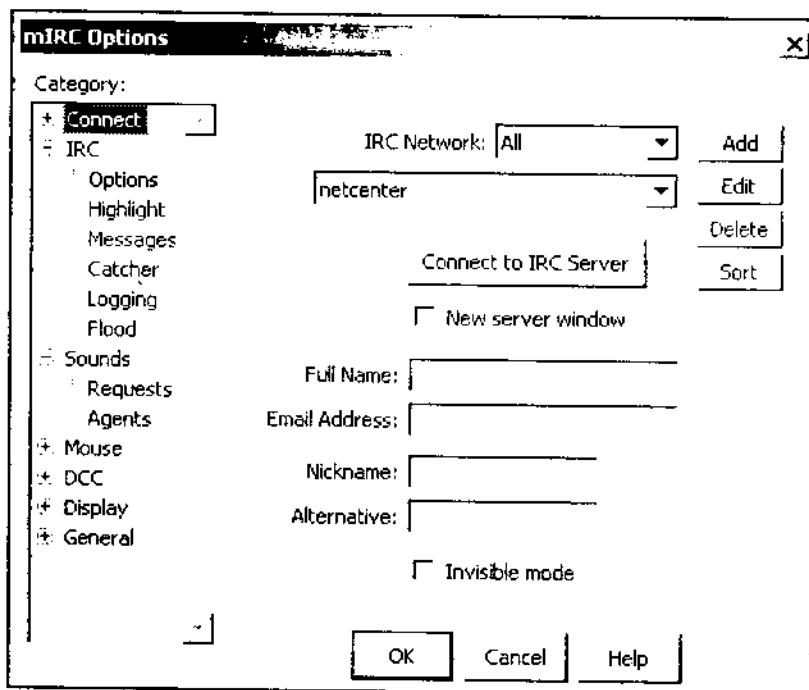 mIRC Options
Category:
Connect
IRC
Options
Highlight
Messages
Catcher
Logging
Flood
Sounds
Requests
Agents
Mouse
DCC
Display
General
IRC Network: All
Add
netcenter
Edit
Delete
Connect to IRC Server
Sort
New server window
Full Name:
Email Address:
Nickname:
Alternative:
Invisible mode
OK Cancel Help